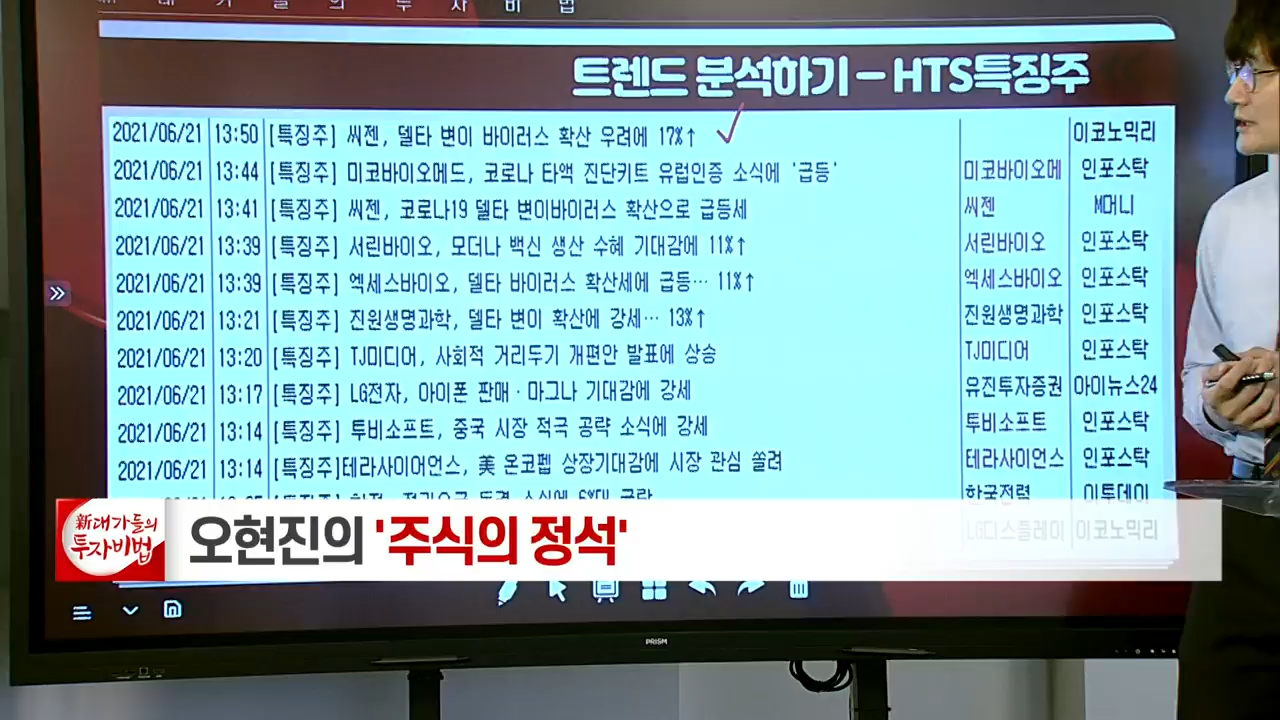 新 대 가 들 의 투 자 비 법
트렌드 분석하기 – HTS특징주
2021/06/21 13:50 [특징주] 씨젠, 델타 변이 바이러스 확산 우려에 17%↑ 이코노믹리
2021/06/21 13:44 [특징주] 미코바이오메드, 코로나 타액 진단키트 유럽인증 소식에 '급등' 미코바이오메 인포스탁
2021/06/21 13:41 [특징주] 씨젠, 코로나19 델타 변이바이러스 확산으로 급등세 씨젠 M머니
2021/06/21 13:39 [특징주] 서린바이오, 모더나 백신 생산 수혜 기대감에 11%↑ 서린바이오 인포스탁
2021/06/21 13:39 [특징주] 엑세스바이오, 델타 바이러스 확산세에 급등… 11%↑ 엑세스바이오 인포스탁
2021/06/21 13:21 [특징주] 진원생명과학, 델타 변이 확산에 강세… 13%↑ 진원생명과학 인포스탁
2021/06/21 13:20 [특징주] TJ미디어, 사회적 거리두기 개편안 발표에 상승 TJ미디어 인포스탁
2021/06/21 13:17 [특징주] LG전자, 아이폰 판매·마그나 기대감에 강세 유진투자증권 아이뉴스24
2021/06/21 13:14 [특징주] 투비소프트, 중국 시장 적극 공략 소식에 강세 투비소프트 인포스탁
2021/06/21 13:14 [특징주]테라사이언스, 美 온코펩 상장기대감에 시장 관심 쏠려 테라사이언스 인포스탁
한국전력 이투데이
LG디스플레이 이코노믹리
新대가들의
투자비법
오현진의 '주식의 정석'
PRISM